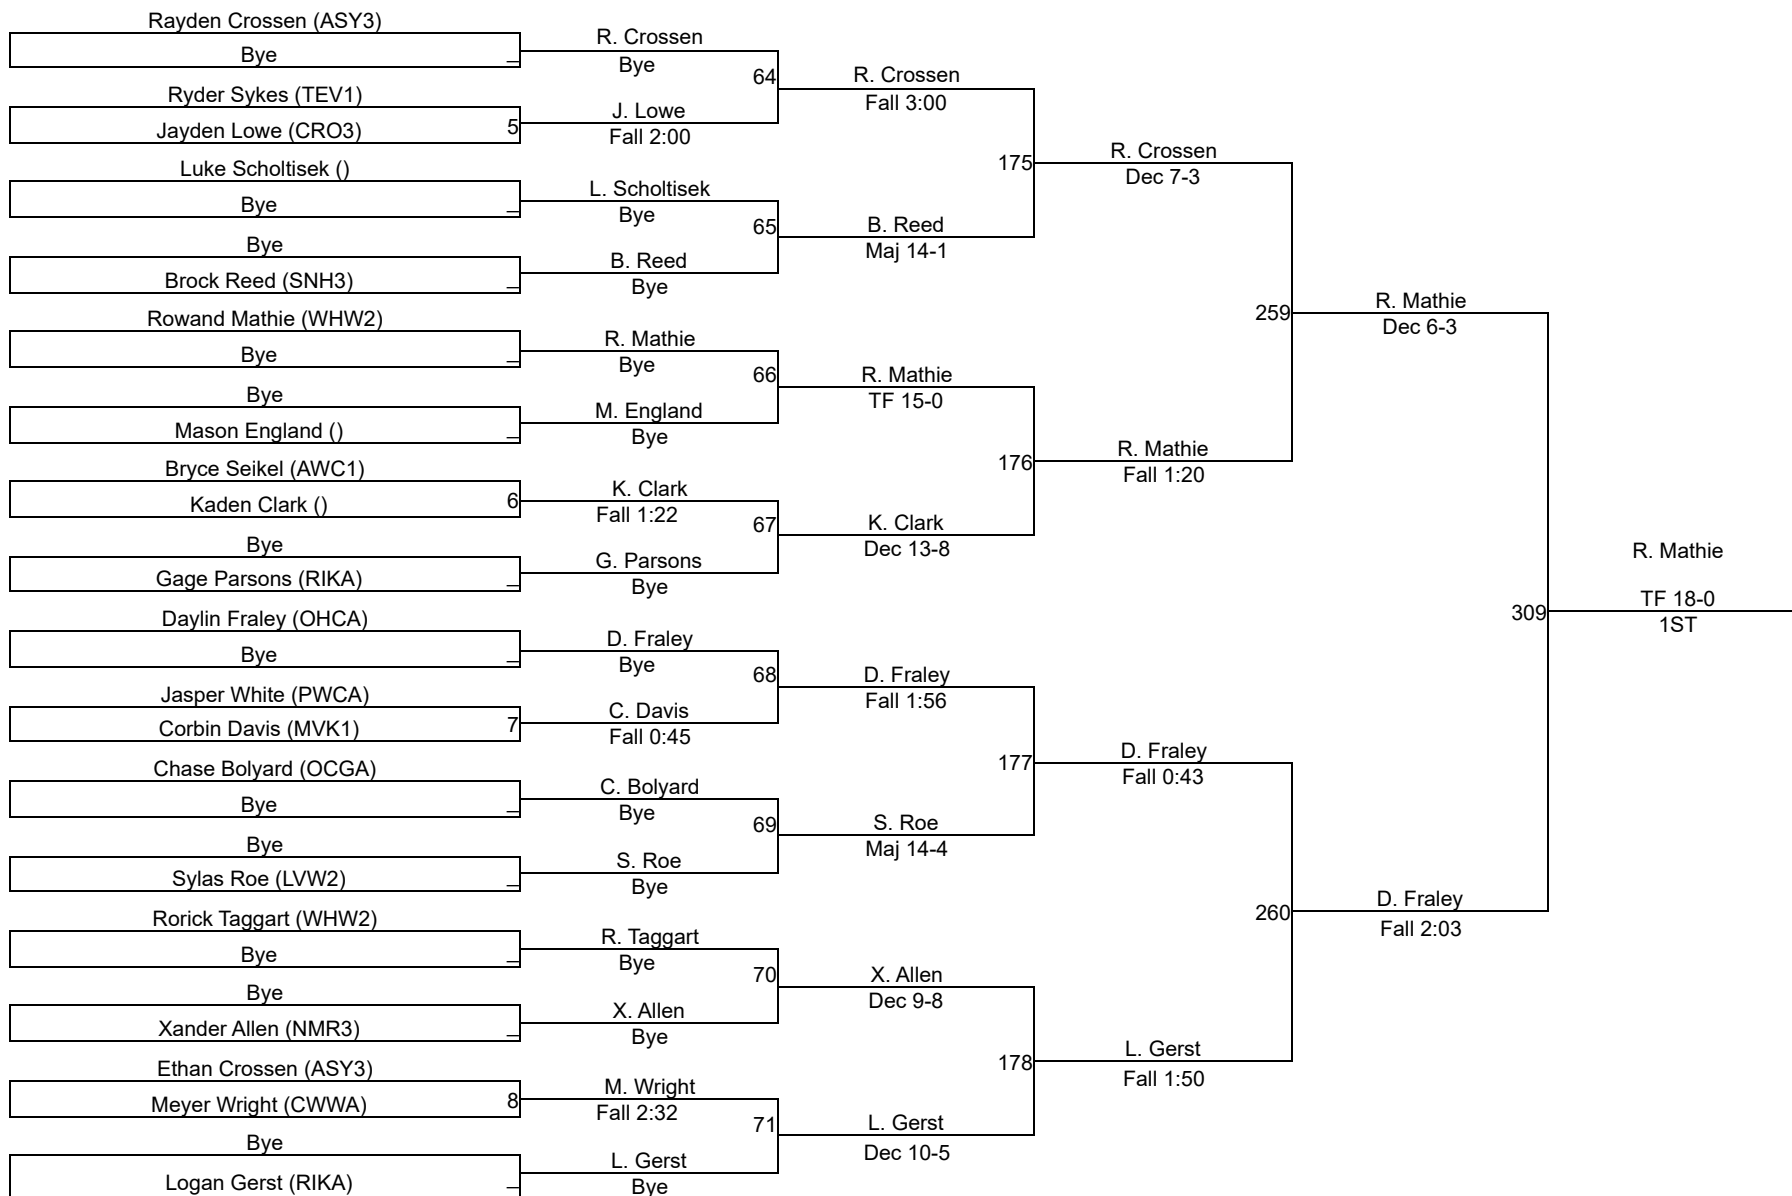 Rayden Crossen (ASY3)
Bye
_
Ryder Sykes (TEV1)
Jayden Lowe (CRO3)
5
Luke Scholtisek ()
Bye
_
Bye
Brock Reed (SNH3)
_
Rowand Mathie (WHW2)
Bye
_
Bye
Mason England ()
_
Bryce Seikel (AWC1)
Kaden Clark ()
6
Bye
Gage Parsons (RIKA)
_
Daylin Fraley (OHCA)
Bye
_
Jasper White (PWCA)
Corbin Davis (MVK1)
7
Chase Bolyard (OCGA)
Bye
_
Bye
Sylas Roe (LVW2)
_
Rorick Taggart (WHW2)
Bye
_
Bye
Xander Allen (NMR3)
_
Ethan Crossen (ASY3)
Meyer Wright (CWWA)
8
Bye
Logan Gerst (RIKA)
_
R. Crossen
Bye
64
J. Lowe
Fall 2:00
L. Scholtisek
Bye
65
B. Reed
Bye
R. Mathie
Bye
66
M. England
Bye
K. Clark
Fall 1:22
67
G. Parsons
Bye
D. Fraley
Bye
68
C. Davis
Fall 0:45
C. Bolyard
Bye
69
S. Roe
Bye
R. Taggart
Bye
70
X. Allen
Bye
M. Wright
Fall 2:32
71
L. Gerst
Bye
R. Crossen
Fall 3:00
175
B. Reed
Maj 14-1
R. Mathie
TF 15-0
176
K. Clark
Dec 13-8
D. Fraley
Fall 1:56
177
S. Roe
Maj 14-4
X. Allen
Dec 9-8
178
L. Gerst
Dec 10-5
R. Crossen
Dec 7-3
259
R. Mathie
Fall 1:20
D. Fraley
Fall 0:43
260
L. Gerst
Fall 1:50
R. Mathie
Dec 6-3
309
D. Fraley
Fall 2:03
R. Mathie
TF 18-0
1ST